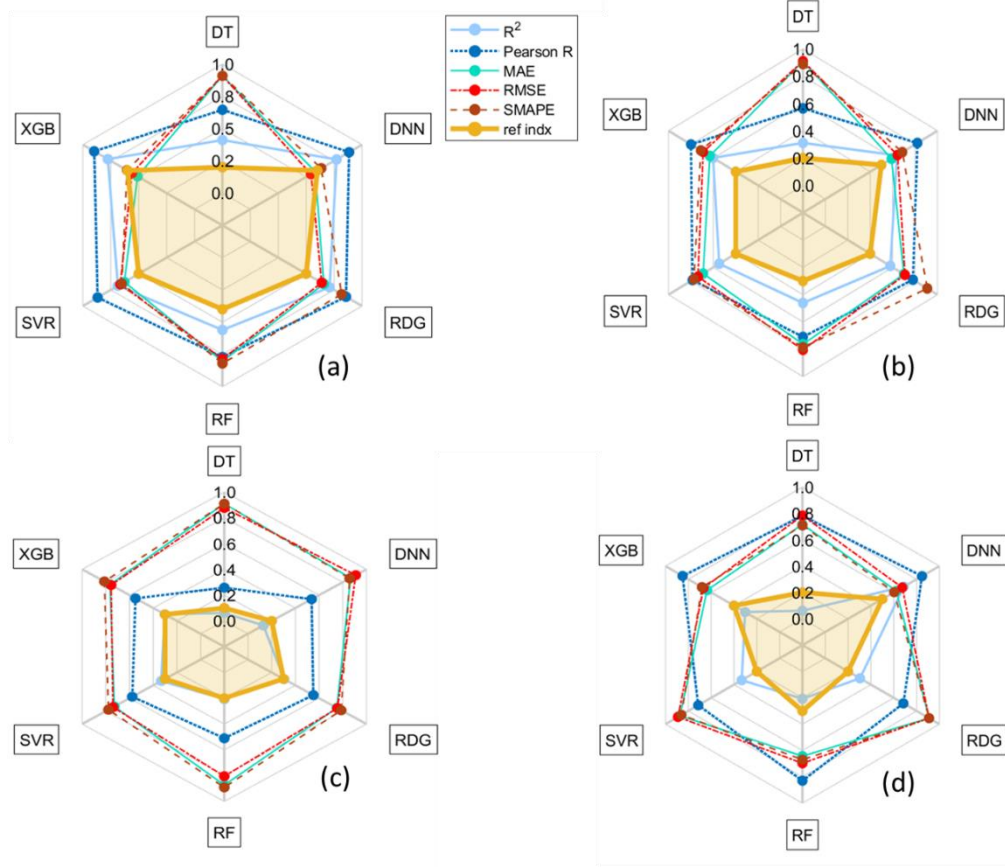 DT
1.0
0.8
0.5
0.2
0.0
XGB
DNN
SVR
RDG
RF
(a)
R²
Pearson R
MAE
RMSE
SMAPE
ref indx
DT
1.0
0.8
0.6
0.4
0.2
0.0
XGB
DNN
SVR
RDG
RF
(b)
DT
1.0
0.8
0.6
0.4
0.2
0.0
XGB
DNN
SVR
RDG
RF
(c)
DT
1.0
0.8
0.6
0.4
0.2
0.0
XGB
DNN
SVR
RDG
RF
(d)